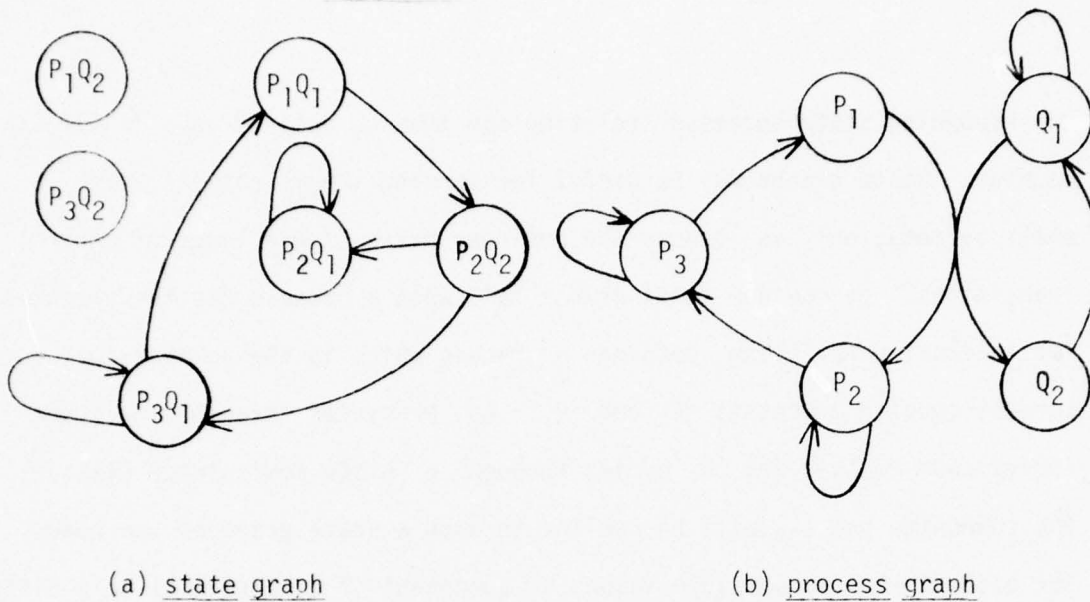 P1Q2
P1Q1
P3Q2
P2Q1
P2Q2
P3Q1
P1
Q1
P3
P2
Q2
(a) state graph
(b) process graph